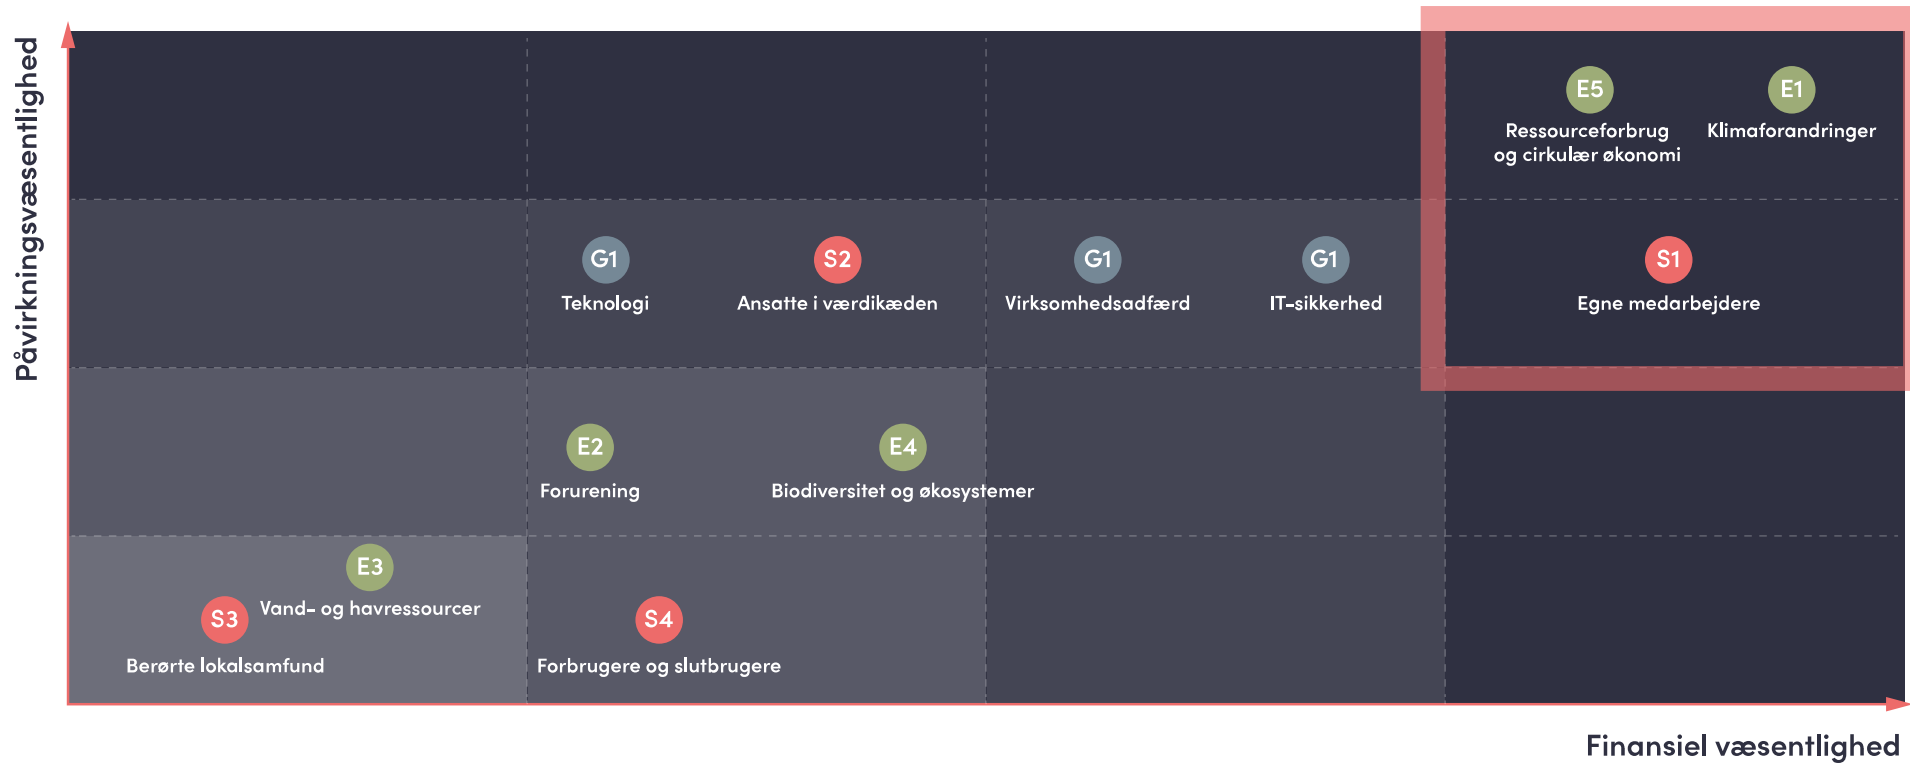 Påvirkningsvæsentlighed
E5
Ressourceforbrug
og cirkulær økonomi
E1
Klimaforandringer
G1
Teknologi
S2
Ansatte i værdikæden
G1
Virksomhedsadfærd
G1
IT-sikkerhed
S1
Egne medarbejdere
E2
Forurening
E4
Biodiversitet og økosystemer
E3
Vand- og havressourcer
S3
Berørte lokalsamfund
S4
Forbrugere og slutbrugere
Finansiel væsentlighed